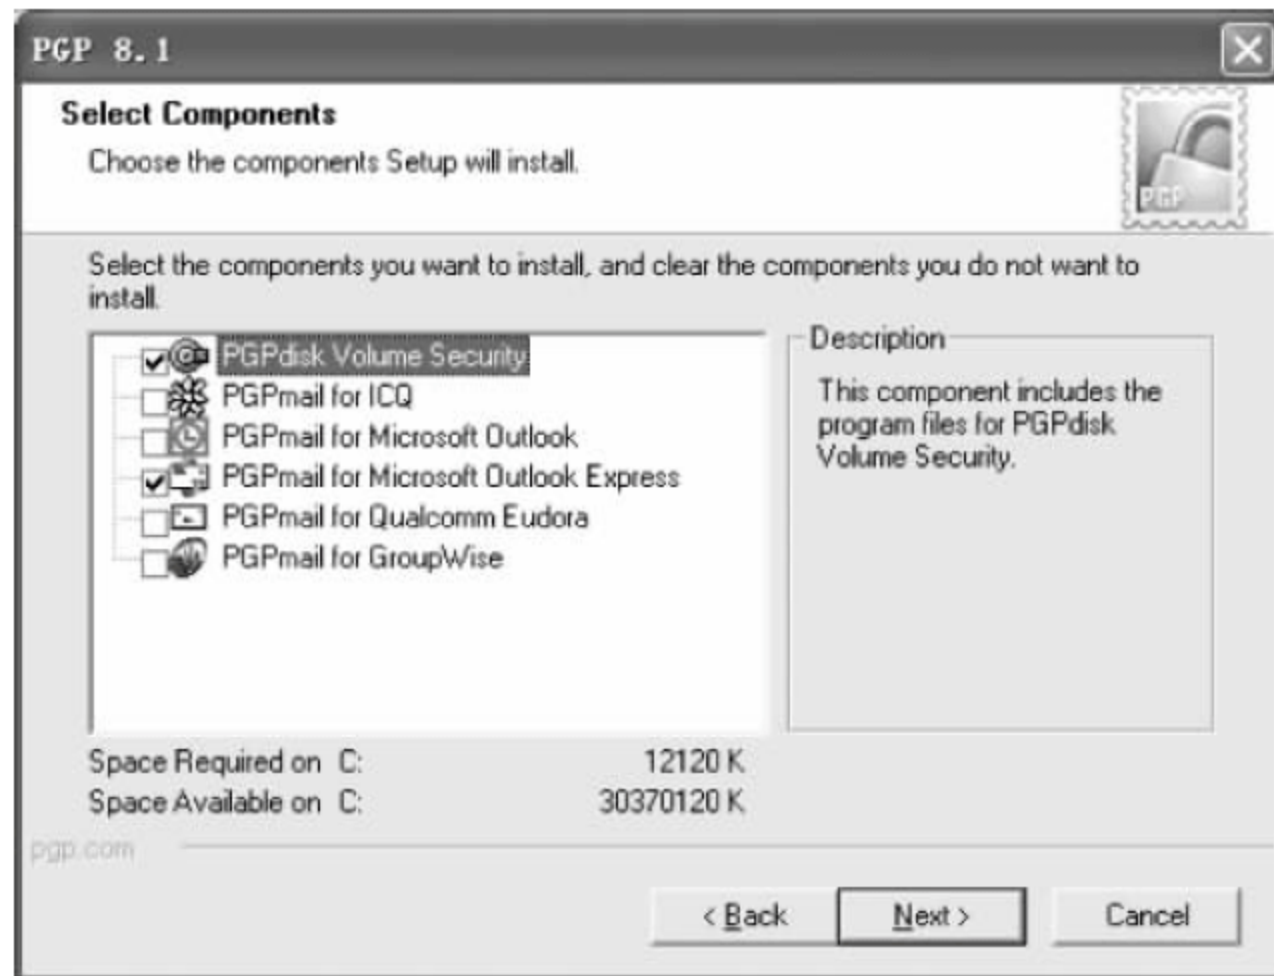 PGP 8.1
Select Components
Choose the components Setup will install.
PGP
Select the components you want to install, and clear the components you do not want to
install.
PGPdisk Volume Security
PGPmail for ICQ
PGPmail for Microsoft Outlook
PGPmail for Microsoft Outlook Express
PGPmail for Qualcomm Eudora
PGPmail for GroupWise
Description
This component includes the
program files for PGPdisk
Volume Security.
Space Required on C: 12120 K
Space Available on C: 30370120 K
pgp.com
< Back Next > Cancel